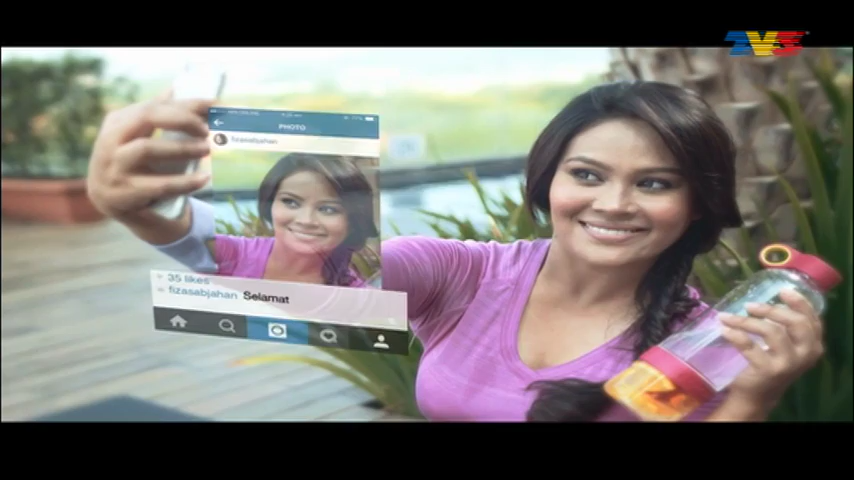 TV3
PHOTO
fizasabjahan
35 likes
fizasabjahan Selamat